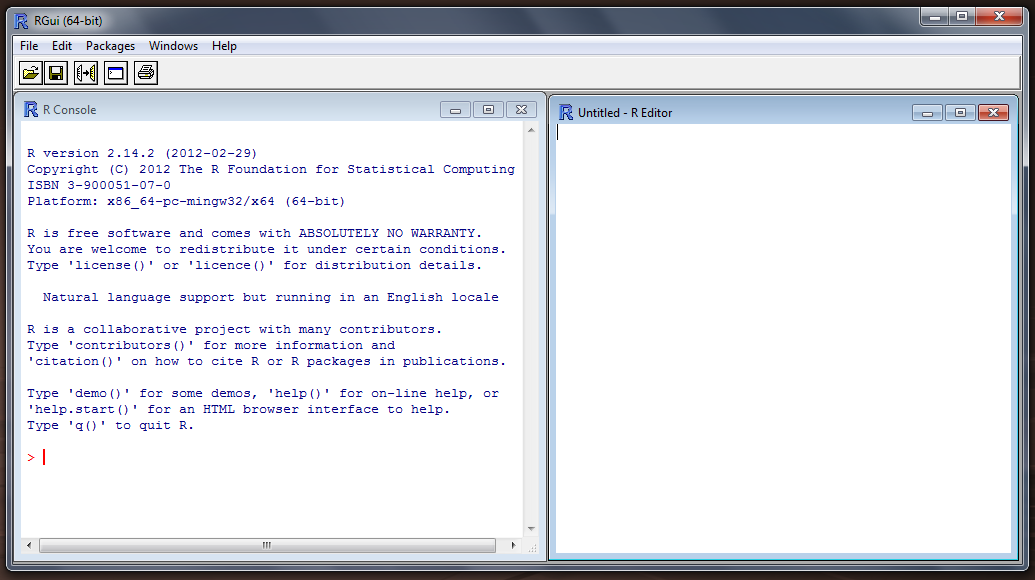 RGui (64-bit)
File Edit Packages Windows Help
R Console
R version 2.14.2 (2012-02-29)
Copyright (C) 2012 The R Foundation for Statistical Computing
ISBN 3-900051-07-0
Platform: x86_64-pc-mingw32/x64 (64-bit)
R is free software and comes with ABSOLUTELY NO WARRANTY.
You are welcome to redistribute it under certain conditions.
Type 'license()' or 'licence()' for distribution details.
Natural language support but running in an English locale
R is a collaborative project with many contributors.
Type 'contributors()' for more information and
'citation()' on how to cite R or R packages in publications.
Type 'demo()' for some demos, 'help()' for on-line help, or
'help.start()' for an HTML browser interface to help.
Type 'q()' to quit R.
>
Untitled - R Editor